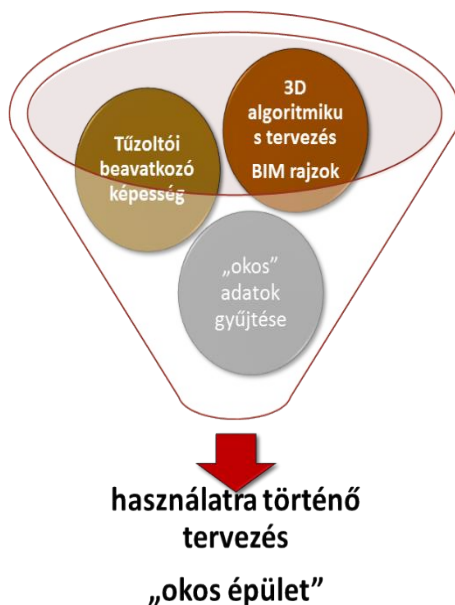 3D
algoritmiku
s tervezés
BIM rajzok
Tűzoltói
beavatkozó
képesség
„okos”
adatok
gyűjtése
használatra történő
tervezés
„okos épület”